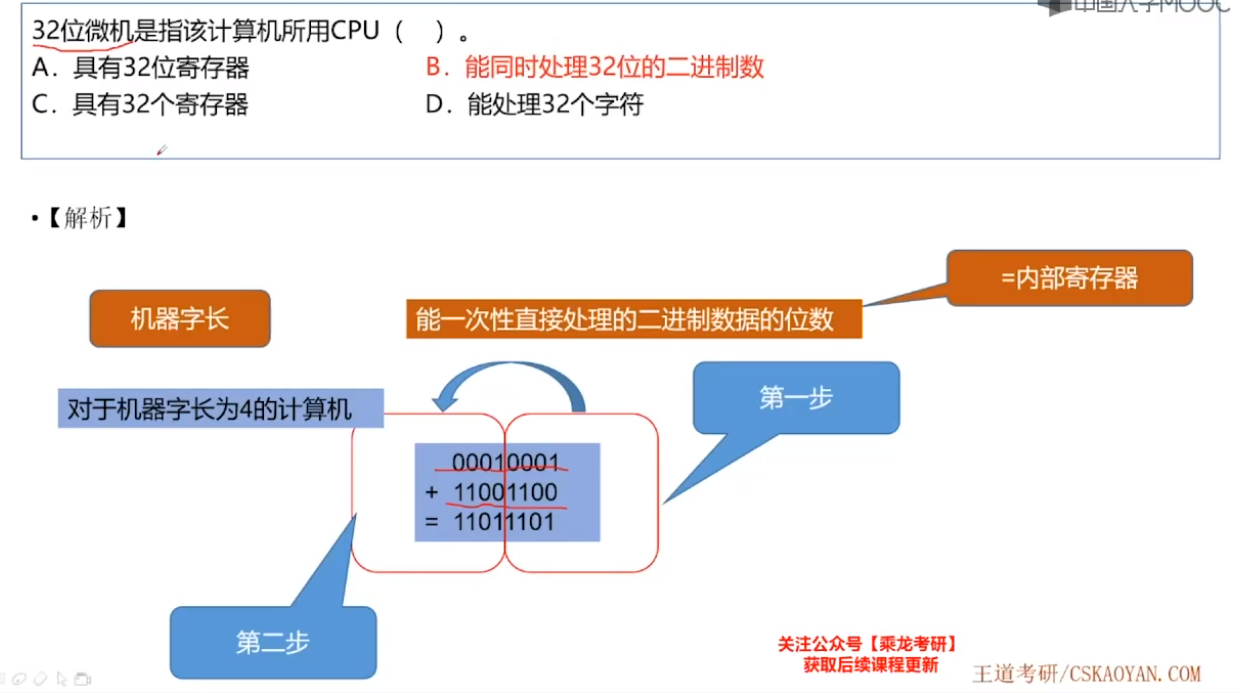 中国大学MOOC
32位微机是指该计算机所用CPU（　）。
A．具有32位寄存器
B．能同时处理32位的二进制数
C．具有32个寄存器
D．能处理32个字符
•【解析】
=内部寄存器
机器字长
能一次性直接处理的二进制数据的位数
第一步
对于机器字长为4的计算机
00010001
+ 11001100
= 11011101
第二步
关注公众号【乘龙考研】
获取后续课程更新
王道考研/CSKAOYAN.COM